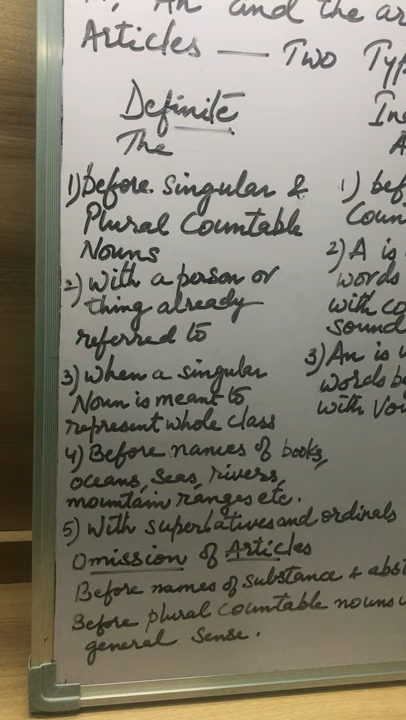 An and the ar
Articles — Two Typ
Definite
The
1) before singular &
Plural Countable
Nouns
2) With a person or
thing already
referred to
3) When a singular
Noun is meant to
represent whole class
4) Before names of books,
oceans, seas, rivers,
mountain ranges etc.
5) With superlatives and ordinals
Omission of Articles
Before names of substance & abst
Before plural countable nouns u
general sense.
In
A
1) bef
Coun
2) A is
words
with co
sound
3) An is u
words be
with Vow